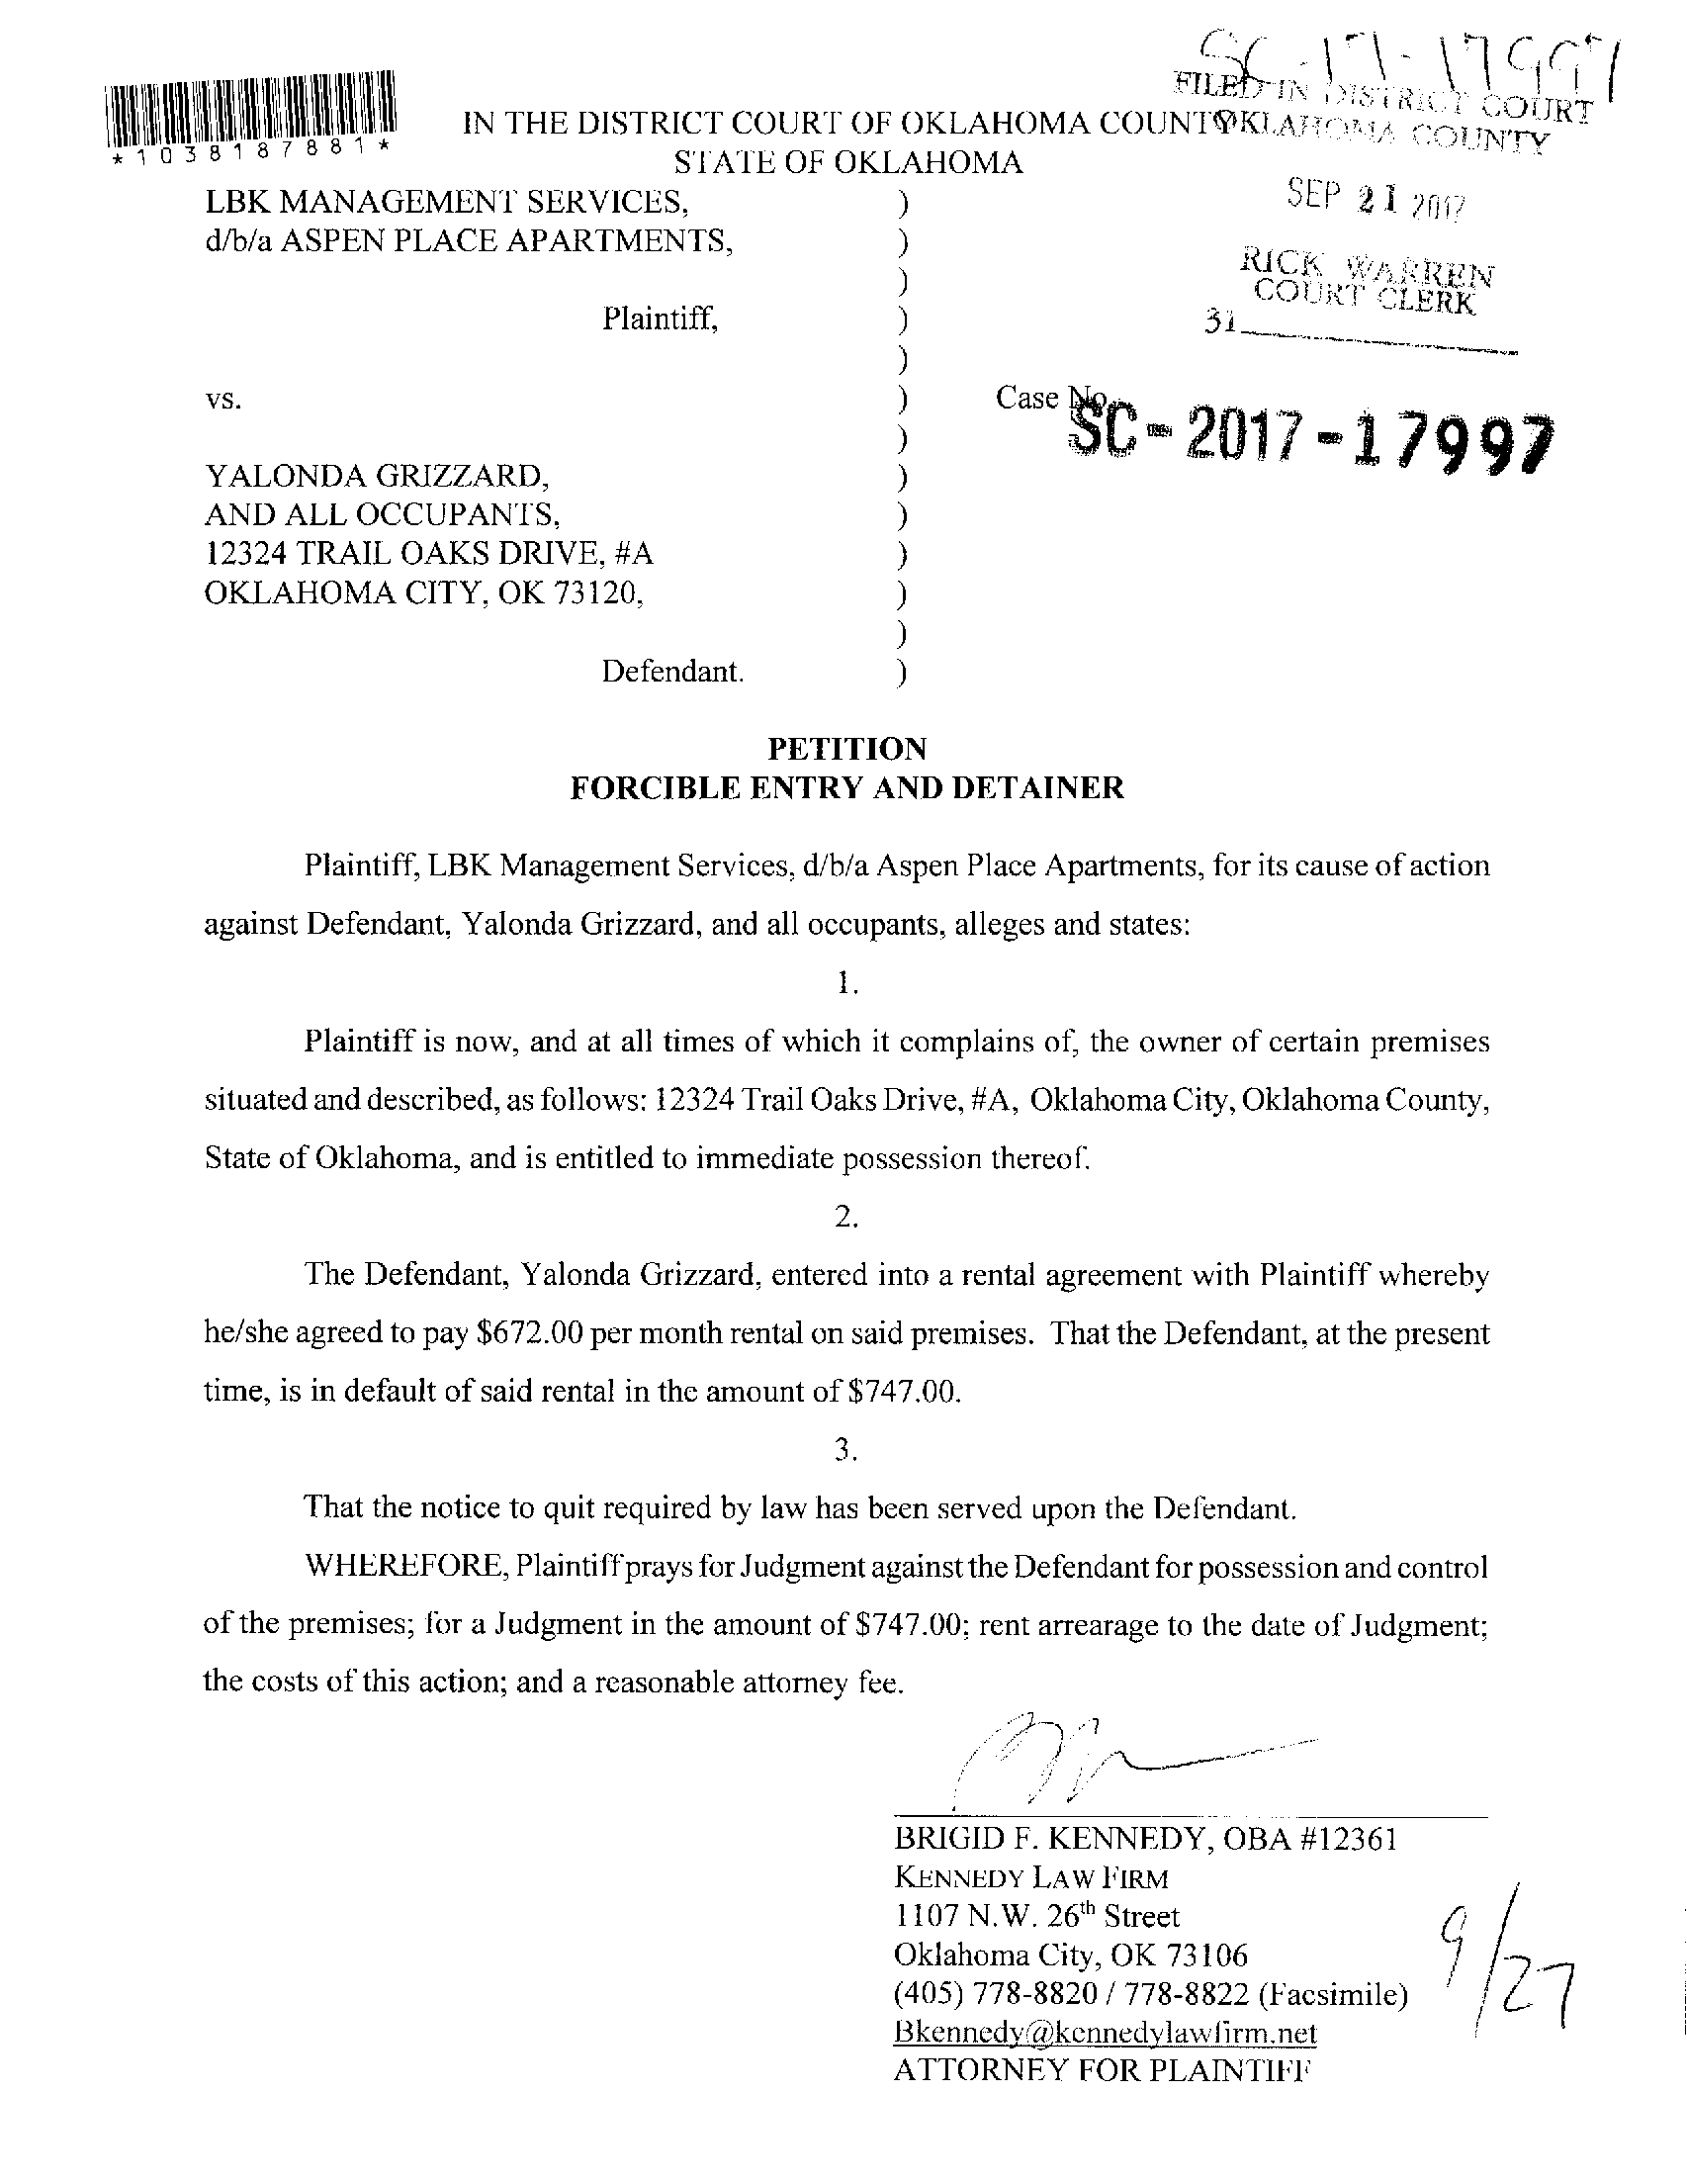 SC-17-17997
FILED IN DISTRICT COURT
OKLAHOMA COUNTY
*1038187881*
IN THE DISTRICT COURT OF OKLAHOMA COUNTY
STATE OF OKLAHOMA
SEP 21 2017
RICK WARREN
COURT CLERK
31
LBK MANAGEMENT SERVICES, )
d/b/a ASPEN PLACE APARTMENTS, )
)
Plaintiff, )
)
vs. )
Case No.
SC-2017-17997
)
YALONDA GRIZZARD, )
AND ALL OCCUPANTS, )
12324 TRAIL OAKS DRIVE, #A )
OKLAHOMA CITY, OK 73120, )
)
Defendant. )
PETITION
FORCIBLE ENTRY AND DETAINER
Plaintiff, LBK Management Services, d/b/a Aspen Place Apartments, for its cause of action
against Defendant, Yalonda Grizzard, and all occupants, alleges and states:
1.
Plaintiff is now, and at all times of which it complains of, the owner of certain premises
situated and described, as follows: 12324 Trail Oaks Drive, #A, Oklahoma City, Oklahoma County,
State of Oklahoma, and is entitled to immediate possession thereof.
2.
The Defendant, Yalonda Grizzard, entered into a rental agreement with Plaintiff whereby
he/she agreed to pay $672.00 per month rental on said premises. That the Defendant, at the present
time, is in default of said rental in the amount of $747.00.
3.
That the notice to quit required by law has been served upon the Defendant.
WHEREFORE, Plaintiff prays for Judgment against the Defendant for possession and control
of the premises; for a Judgment in the amount of $747.00; rent arrearage to the date of Judgment;
the costs of this action; and a reasonable attorney fee.
BRIGID F. KENNEDY, OBA #12361
KENNEDY LAW FIRM
1107 N.W. 26th Street
Oklahoma City, OK 73106
(405) 778-8820 / 778-8822 (Facsimile)
Bkennedy@kennedylawfirm.net
ATTORNEY FOR PLAINTIFF
9/27